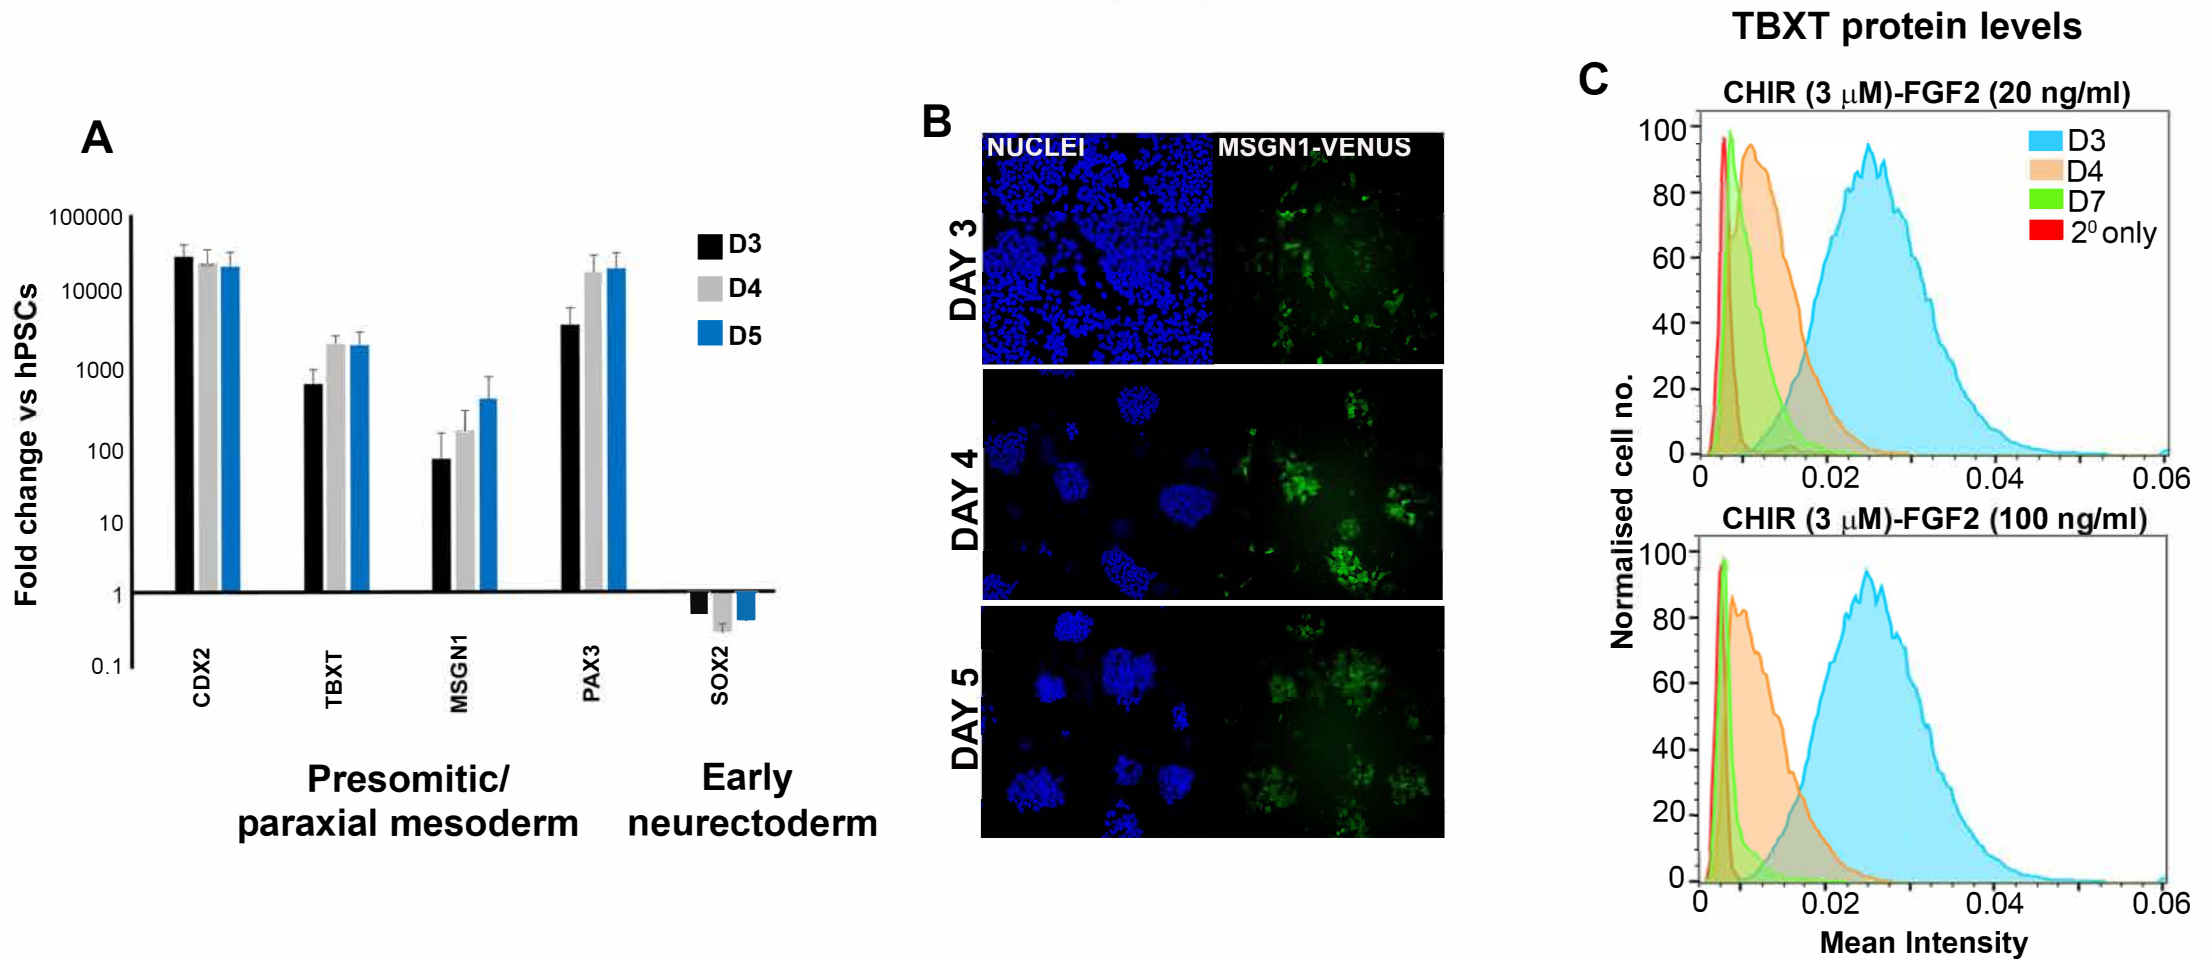 A
Fold change vs hPSCs
100000
10000
1000
100
10
1
0.1
D3
D4
D5
CDX2
TBXT
MSGN1
PAX3
SOX2
Presomitic/
paraxial mesoderm
Early
neurectoderm
B
NUCLEI
MSGN1-VENUS
DAY 3
DAY 4
DAY 5
TBXT protein levels
C
CHIR (3 μM)-FGF2 (20 ng/ml)
Normalised cell no.
100
80
60
40
20
0
D3
D4
D7
2⁰ only
0
0.02
0.04
0.06
CHIR (3 μM)-FGF2 (100 ng/ml)
100
80
60
40
20
0
0
0.02
0.04
0.06
Mean Intensity